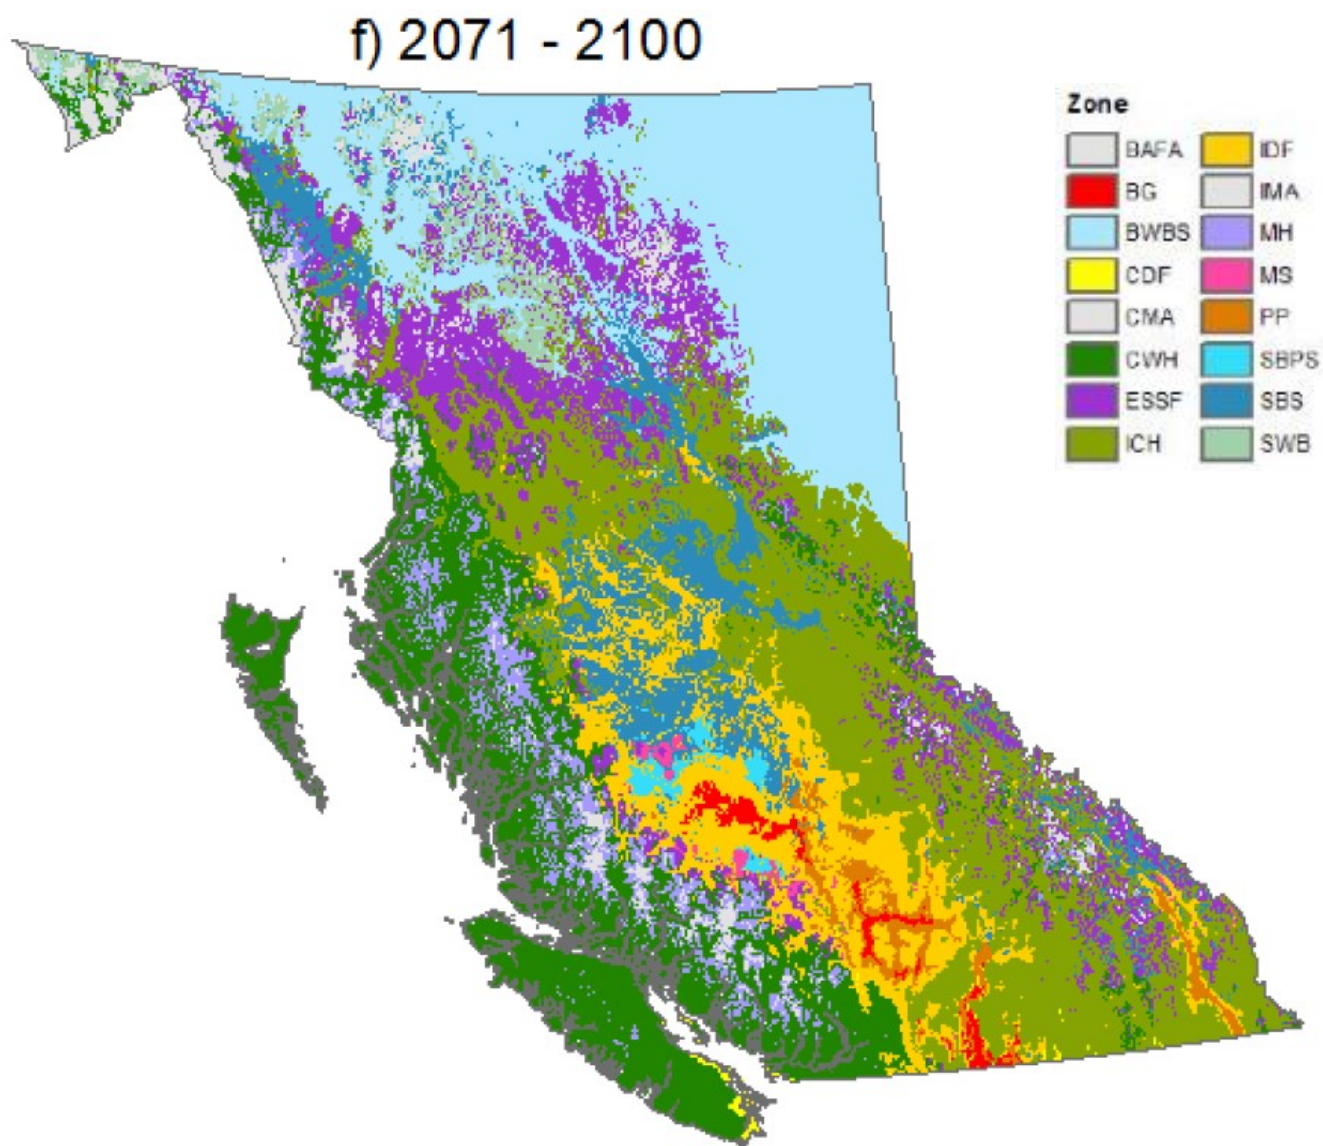 f) 2071 - 2100
Zone
BAFA
BG
BWBS
CDF
CMA
CWH
ESSF
ICH
IDF
IMA
MH
MS
PP
SBPS
SBS
SWB